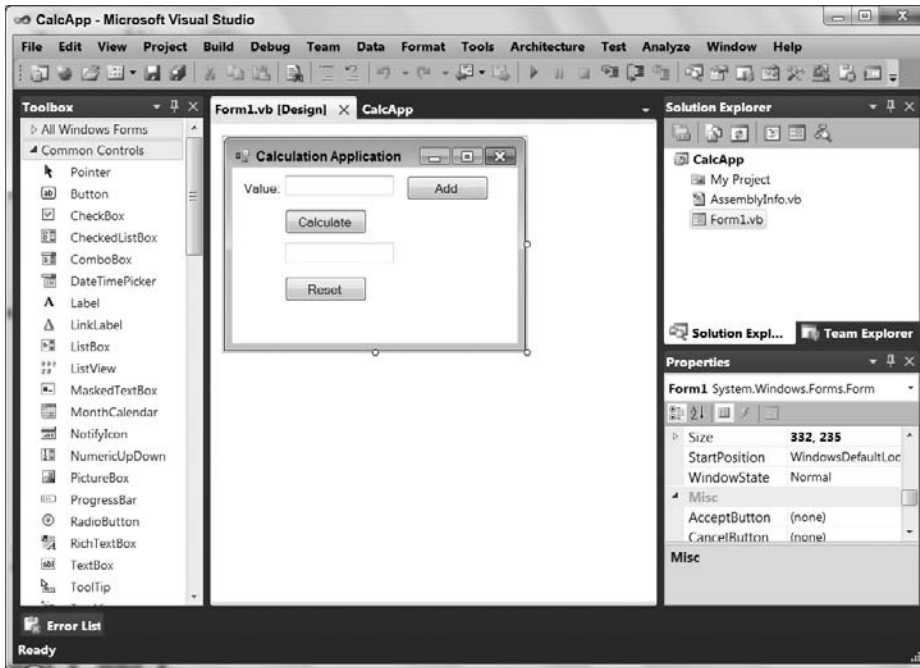 CalcApp - Microsoft Visual Studio
File Edit View Project Build Debug Team Data Format Tools Architecture Test Analyze Window Help
Toolbox
All Windows Forms
Common Controls
Pointer
Button
CheckBox
CheckedListBox
ComboBox
DateTimePicker
Label
LinkLabel
ListBox
ListView
MaskedTextBox
MonthCalendar
NotifyIcon
NumericUpDown
PictureBox
ProgressBar
RadioButton
RichTextBox
TextBox
ToolTip
Form1.vb [Design] CalcApp
Calculation Application
Value: Add
Calculate
Reset
Solution Explorer
CalcApp
My Project
AssemblyInfo.vb
Form1.vb
Solution Expl... Team Explorer
Properties
Form1 System.Windows.Forms.Form
Size 332, 235
StartPosition WindowsDefaultLoc
WindowState Normal
Misc
AcceptButton (none)
CancelButton (none)
Misc
Error List
Ready